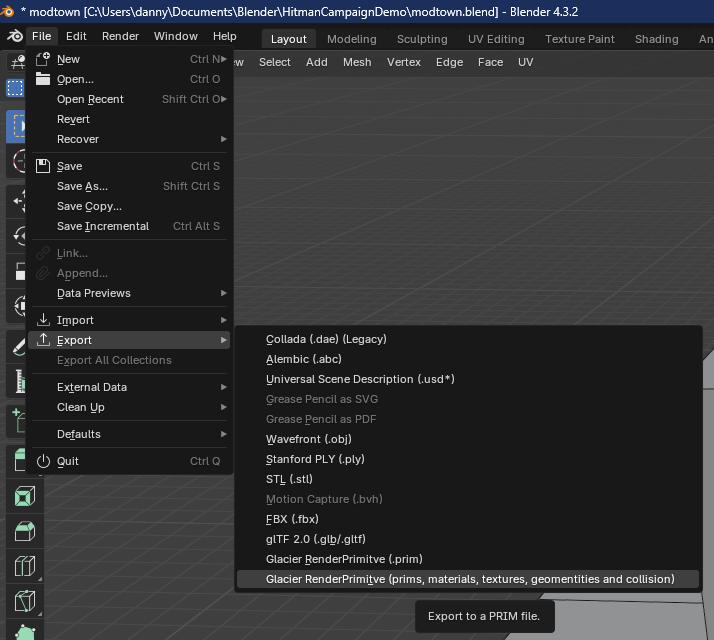 * modtown [C:\Users\danny\Documents\Blender\HitmanCampaignDemo\modtown.blend] - Blender 4.3.2
File Edit Render Window Help Layout Modeling Sculpting UV Editing Texture Paint Shading An
ew Select Add Mesh Vertex Edge Face UV
New Ctrl N
Open... Ctrl O
Open Recent Shift Ctrl O
Revert
Recover
Save Ctrl S
Save As... Shift Ctrl S
Save Copy...
Save Incremental Ctrl Alt S
Link...
Append...
Data Previews
Import
Export
Export All Collections
External Data
Clean Up
Defaults
Quit Ctrl Q
Collada (.dae) (Legacy)
Alembic (.abc)
Universal Scene Description (.usd*)
Grease Pencil as SVG
Grease Pencil as PDF
Wavefront (.obj)
Stanford PLY (.ply)
STL (.stl)
Motion Capture (.bvh)
FBX (.fbx)
glTF 2.0 (.glb/.gltf)
Glacier RenderPrimitve (.prim)
Glacier RenderPrimitve (prims, materials, textures, geomentities and collision)
Export to a PRIM file.